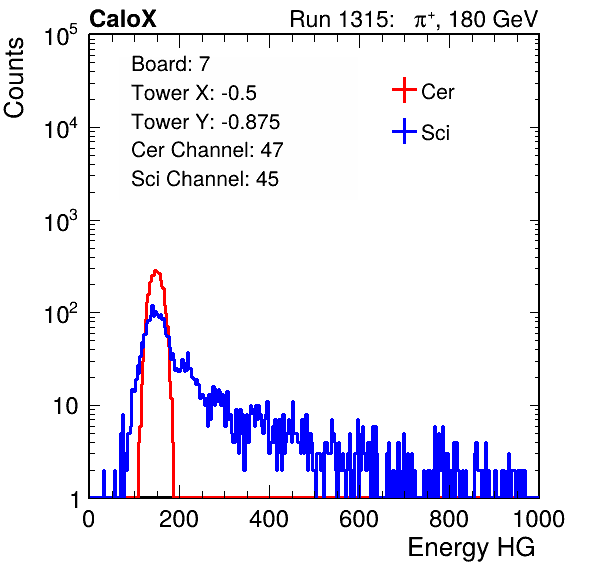 CaloX Run 1315: π⁺, 180 GeV
Counts
10⁵
10⁴
10³
10²
10
1
Board: 7
Tower X: -0.5
Tower Y: -0.875
Cer Channel: 47
Sci Channel: 45
Cer
Sci
0 200 400 600 800 1000
Energy HG